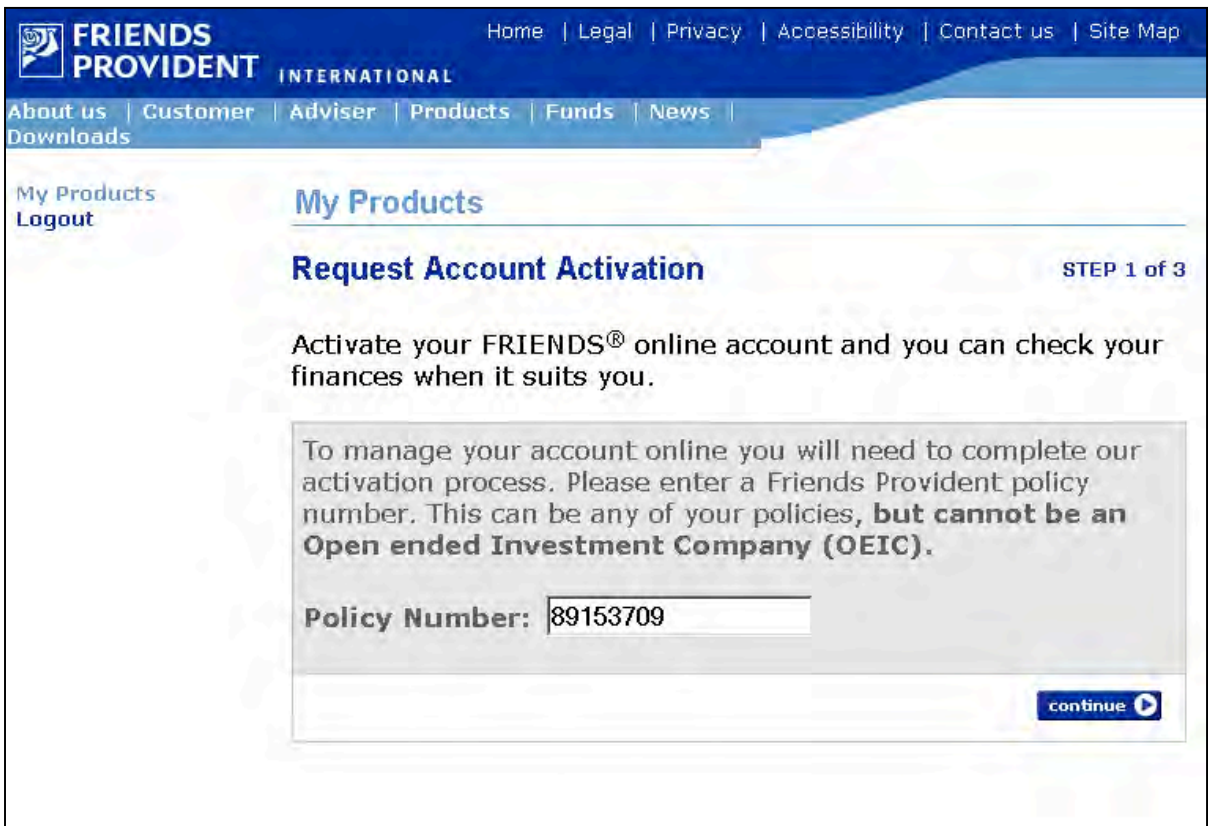 FRIENDS
PROVIDENT INTERNATIONAL
Home | Legal | Privacy | Accessibility | Contact us | Site Map
About us | Customer | Adviser | Products | Funds | News |
Downloads
My Products
Logout
My Products
Request Account Activation
STEP 1 of 3
Activate your FRIENDS® online account and you can check your
finances when it suits you.
To manage your account online you will need to complete our
activation process. Please enter a Friends Provident policy
number. This can be any of your policies, but cannot be an
Open ended Investment Company (OEIC).
Policy Number: 89153709
continue